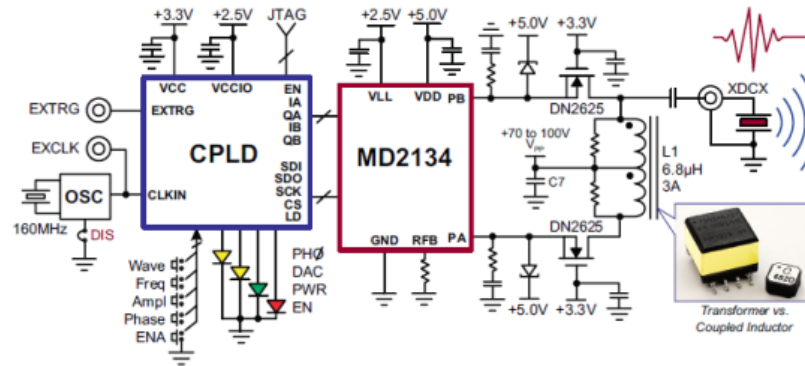 +3.3V
+2.5V
JTAG
+2.5V
+5.0V
+5.0V
+3.3V
VCC
VCCIO
EN
IA
QA
IB
QB
SDI
SDO
SCK
CS
LD
EXTRG
EXTRG
EXCLK
CPLD
CLKIN
OSC
160MHz
DIS
Wave
Freq
Ampl
Phase
ENA
PHØ
DAC
PWR
EN
VLL
VDD
PB
MD2134
GND
RFB
PA
DN2625
XDCX
+70 to 100V
VPP
C7
L1
6.8µH
3A
DN2625
+5.0V
+3.3V
Transformer vs.
Coupled Inductor